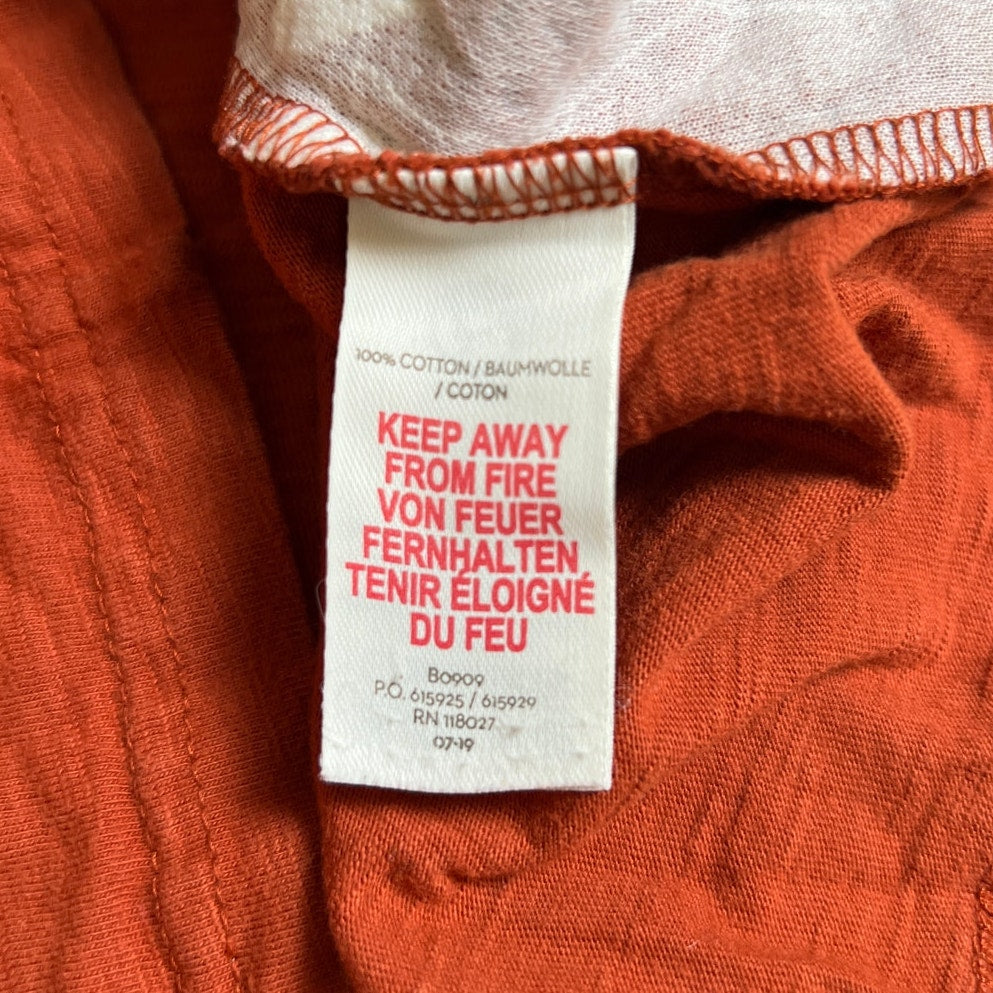 100% COTTON / BAUMWOLLE
/ COTON
KEEP AWAY
FROM FIRE
VON FEUER
FERNHALTEN
TENIR ÉLOIGNÉ
DU FEU
B0909
P.O. 615925 / 615929
RN 118027
07-19